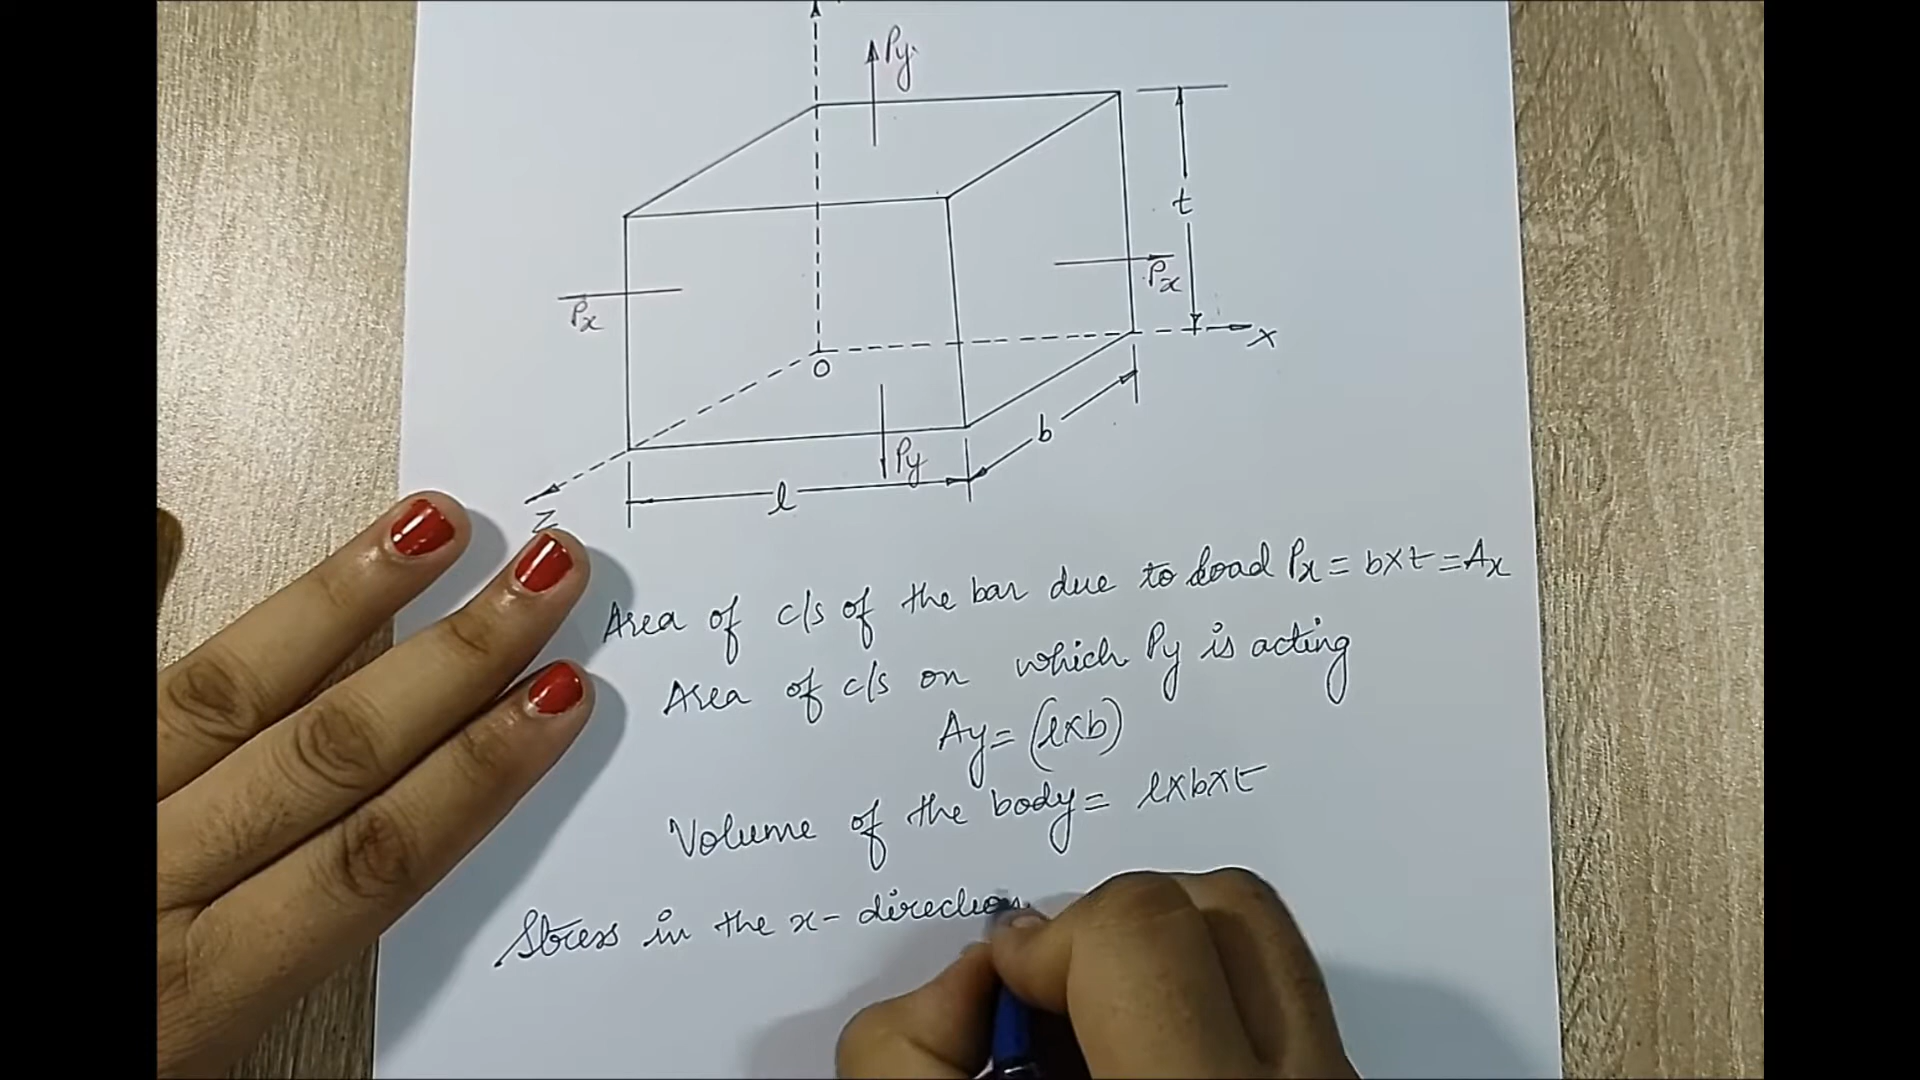 Py
t
Px
Px
X
O
b
Py
l
Z
Area of c/s of the bar due to load Px = b×t = Ax
Area of c/s on which Py is acting
Ay = (l×b)
Volume of the body = l×b×t
Stress in the x- direction